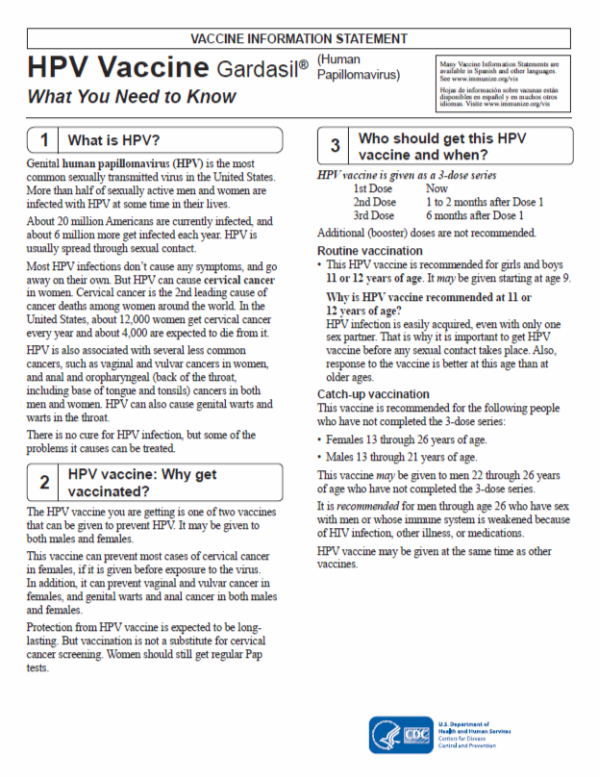 VACCINE INFORMATION STATEMENT
HPV Vaccine Gardasil® (Human
Papillomavirus)
What You Need to Know
Many Vaccine Information Statements are
available in Spanish and other languages.
See www.immunize.org/vis
Hojas de información sobre vacunas están
disponibles en español y en muchos otros
idiomas. Visite www.immunize.org/vis
1 What is HPV?
Genital human papillomavirus (HPV) is the most
common sexually transmitted virus in the United States.
More than half of sexually active men and women are
infected with HPV at some time in their lives.
About 20 million Americans are currently infected, and
about 6 million more get infected each year. HPV is
usually spread through sexual contact.
Most HPV infections don't cause any symptoms, and go
away on their own. But HPV can cause cervical cancer
in women. Cervical cancer is the 2nd leading cause of
cancer deaths among women around the world. In the
United States, about 12,000 women get cervical cancer
every year and about 4,000 are expected to die from it.
HPV is also associated with several less common
cancers, such as vaginal and vulvar cancers in women,
and anal and oropharyngeal (back of the throat,
including base of tongue and tonsils) cancers in both
men and women. HPV can also cause genital warts and
warts in the throat.
There is no cure for HPV infection, but some of the
problems it causes can be treated.
2 HPV vaccine: Why get
vaccinated?
The HPV vaccine you are getting is one of two vaccines
that can be given to prevent HPV. It may be given to
both males and females.
This vaccine can prevent most cases of cervical cancer
in females, if it is given before exposure to the virus.
In addition, it can prevent vaginal and vulvar cancer in
females, and genital warts and anal cancer in both males
and females.
Protection from HPV vaccine is expected to be long-
lasting. But vaccination is not a substitute for cervical
cancer screening. Women should still get regular Pap
tests.
3 Who should get this HPV
vaccine and when?
HPV vaccine is given as a 3-dose series
1st Dose Now
2nd Dose 1 to 2 months after Dose 1
3rd Dose 6 months after Dose 1
Additional (booster) doses are not recommended.
Routine vaccination
• This HPV vaccine is recommended for girls and boys
11 or 12 years of age. It may be given starting at age 9.
Why is HPV vaccine recommended at 11 or
12 years of age?
HPV infection is easily acquired, even with only one
sex partner. That is why it is important to get HPV
vaccine before any sexual contact takes place. Also,
response to the vaccine is better at this age than at
older ages.
Catch-up vaccination
This vaccine is recommended for the following people
who have not completed the 3-dose series:
• Females 13 through 26 years of age.
• Males 13 through 21 years of age.
This vaccine may be given to men 22 through 26 years
of age who have not completed the 3-dose series.
It is recommended for men through age 26 who have sex
with men or whose immune system is weakened because
of HIV infection, other illness, or medications.
HPV vaccine may be given at the same time as other
vaccines.
CDC
U.S. Department of
Health and Human Services
Centers for Disease
Control and Prevention